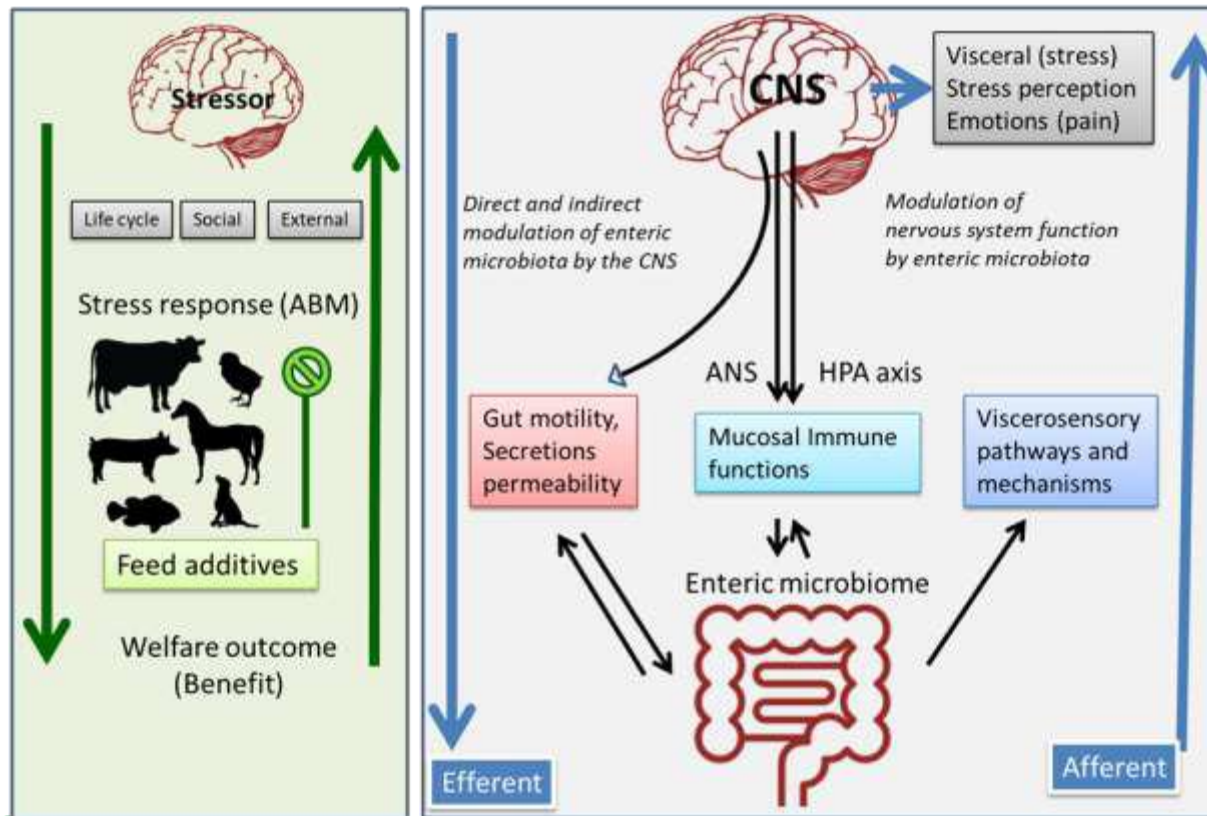 Stressor
Life cycle
Social
External
Stress response (ABM)
Feed additives
Welfare outcome
(Benefit)
CNS
Visceral (stress)
Stress perception
Emotions (pain)
Direct and indirect
modulation of enteric
microbiota by the CNS
Modulation of
nervous system function
by enteric microbiota
ANS
HPA axis
Gut motility,
Secretions
permeability
Mucosal Immune
functions
Viscerosensory
pathways and
mechanisms
Enteric microbiome
Efferent
Afferent